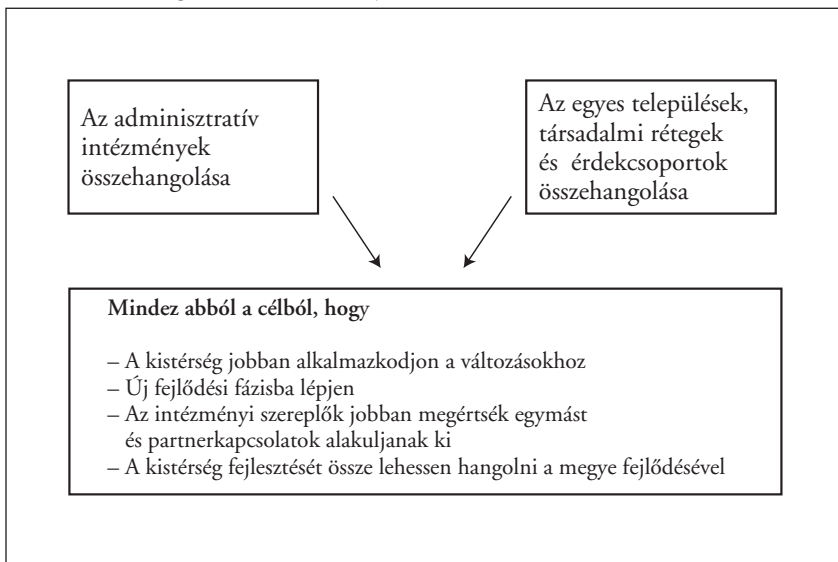 Az adminisztratív
intézmények
összehangolása
Az egyes települések,
társadalmi rétegek
és érdekcsoportok
összehangolása
Mindez abból a célból, hogy
– A kistérség jobban alkalmazkodjon a változásokhoz
– Új fejlődési fázisba lépjen
– Az intézményi szereplők jobban megértsék egymást
és partnerkapcsolatok alakuljanak ki
– A kistérség fejlesztését össze lehessen hangolni a megye fejlődésével